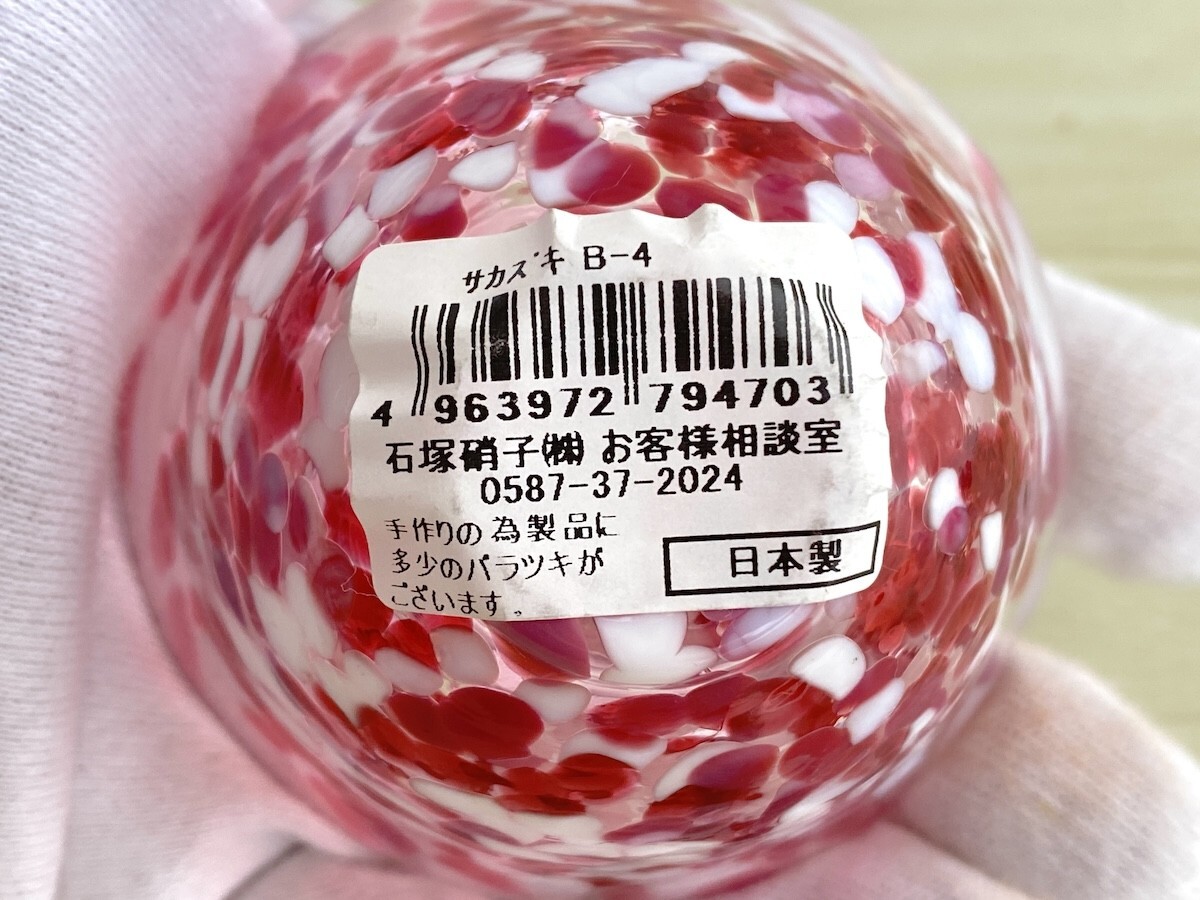 サカズキ B-4
4 963972 794703
石塚硝子㈱ お客様相談室
0587-37-2024
手作りの為製品に
多少のバラツキが
ございます。
日本製